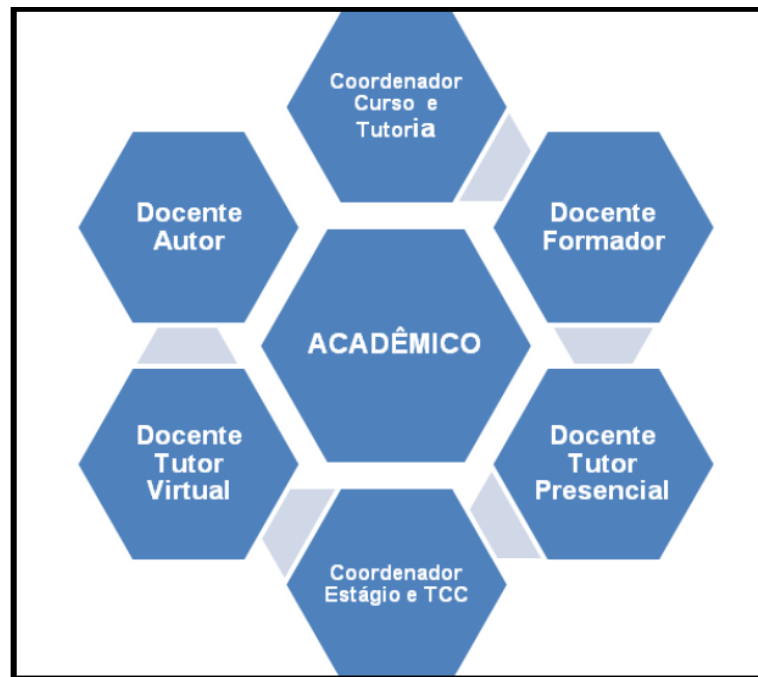 Coordenador
Curso e
Tutoria
Docente
Autor
Docente
Formador
ACADÊMICO
Docente
Tutor
Virtual
Docente
Tutor
Presencial
Coordenador
Estágio e TCC